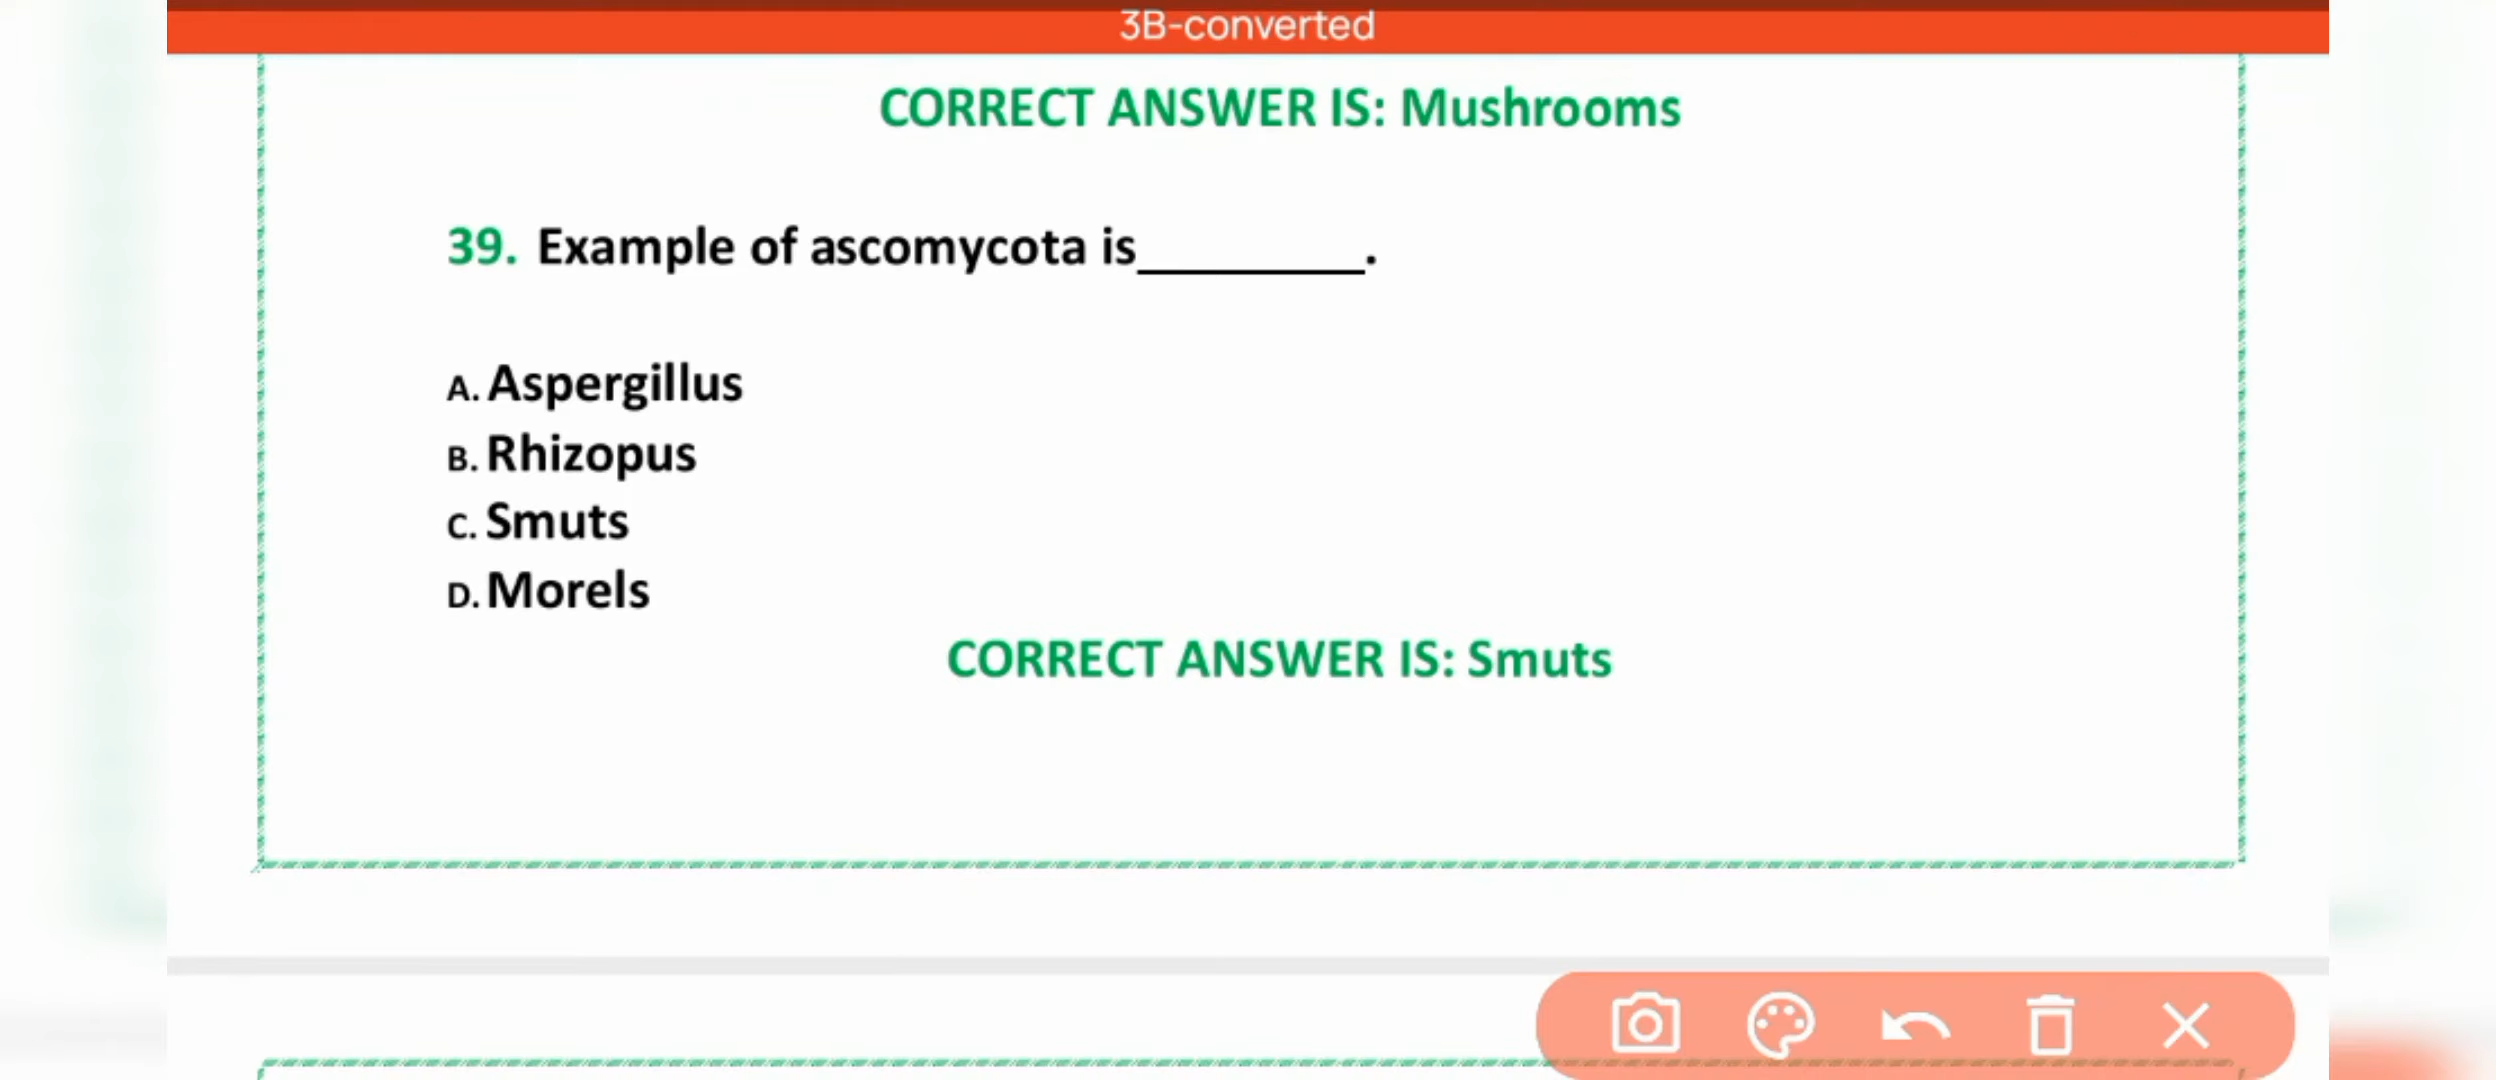 3B-converted
CORRECT ANSWER IS: Mushrooms
39. Example of ascomycota is_________.
A. Aspergillus
B. Rhizopus
C. Smuts
D. Morels
CORRECT ANSWER IS: Smuts